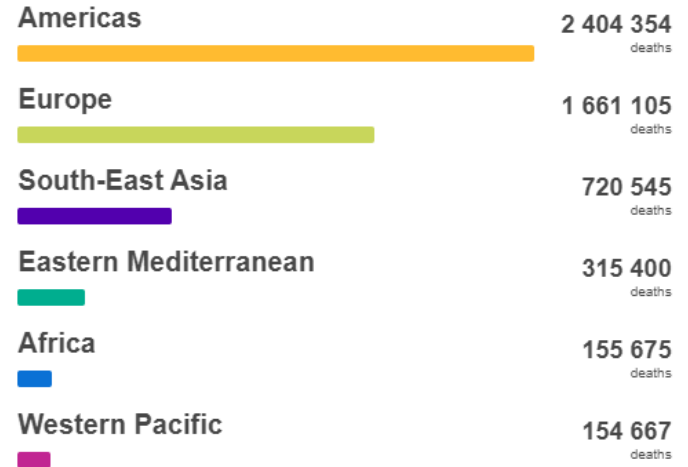 Americas
2 404 354
deaths
Europe
1 661 105
deaths
South-East Asia
720 545
deaths
Eastern Mediterranean
315 400
deaths
Africa
155 675
deaths
Western Pacific
154 667
deaths